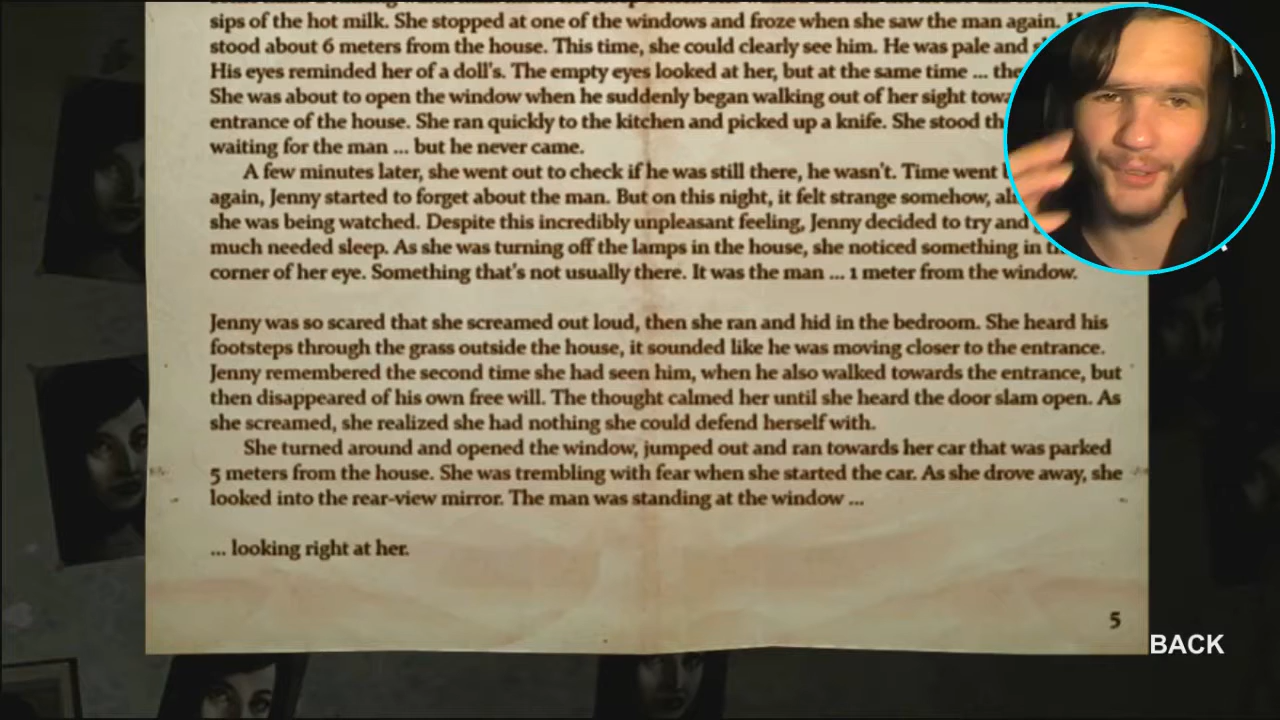 sips of the hot milk. She stopped at one of the windows and froze when she saw the man again.
stood about 6 meters from the house. This time, she could clearly see him. He was pale and
His eyes reminded her of a doll's. The empty eyes looked at her, but at the same time ...
She was about to open the window when he suddenly began walking out of her sight
entrance of the house. She ran quickly to the kitchen and picked up a knife. She stood
waiting for the man ... but he never came.
A few minutes later, she went out to check if he was still there, he wasn't. Time went
again, Jenny started to forget about the man. But on this night, it felt strange somehow,
she was being watched. Despite this incredibly unpleasant feeling, Jenny decided to try and
much needed sleep. As she was turning off the lamps in the house, she noticed something in
corner of her eye. Something that's not usually there. It was the man ... 1 meter from the window.
Jenny was so scared that she screamed out loud, then she ran and hid in the bedroom. She heard his
footsteps through the grass outside the house, it sounded like he was moving closer to the entrance.
Jenny remembered the second time she had seen him, when he also walked towards the entrance, but
then disappeared of his own free will. The thought calmed her until she heard the door slam open. As
she screamed, she realized she had nothing she could defend herself with.
She turned around and opened the window, jumped out and ran towards her car that was parked
5 meters from the house. She was trembling with fear when she started the car. As she drove away, she
looked into the rear-view mirror. The man was standing at the window ...
... looking right at her.
5
BACK